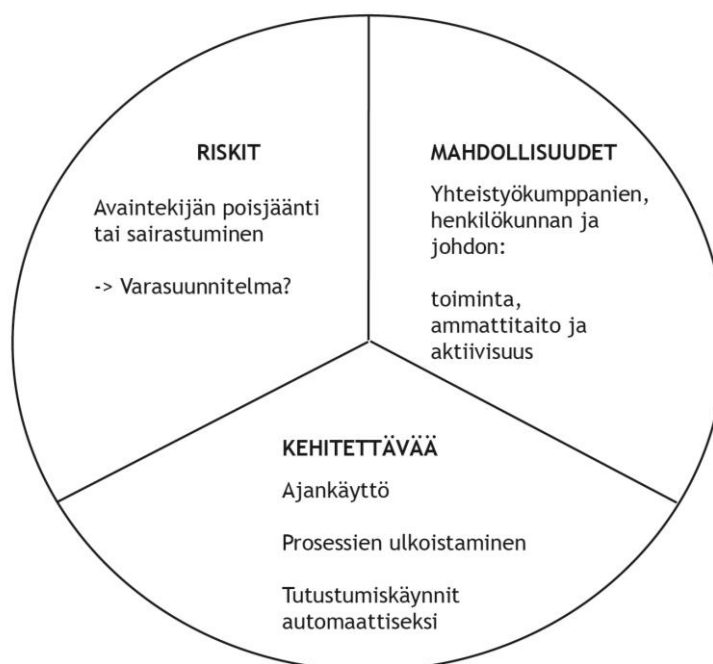 RISKIT
Avaintekijän poisjäänti
tai sairastuminen
-> Varasuunnitelma?
MAHDOLLISUUDET
Yhteistyökumppanien,
henkilökunnan ja
johdon:
toiminta,
ammattitaito ja
aktiivisuus
KEHITETTÄVÄÄ
Ajankäyttö
Prosessien ulkoistaminen
Tutustumiskäynnit
automaattiseksi